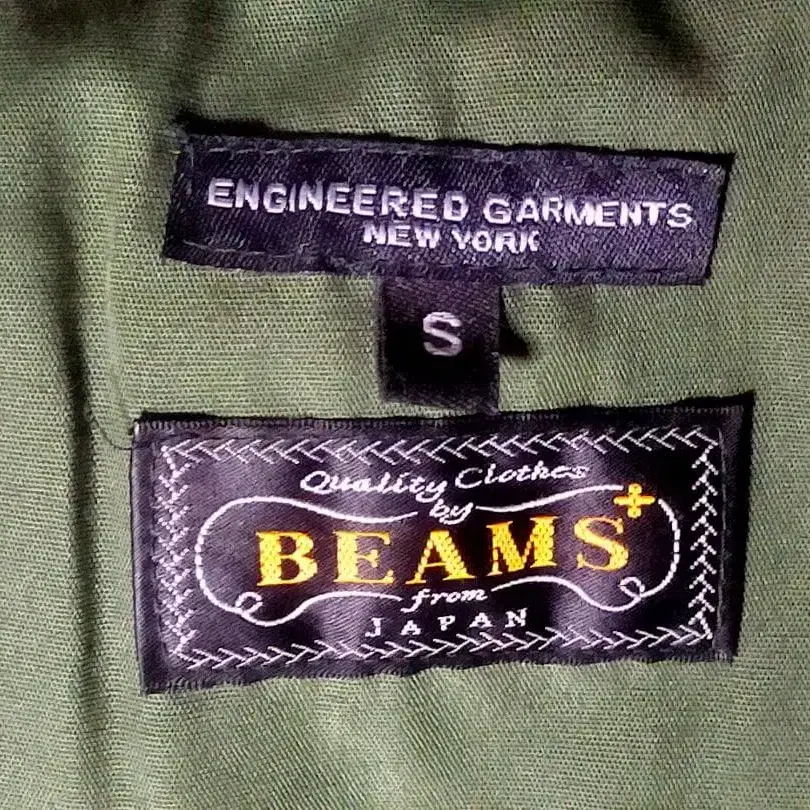 ENGINEERED GARMENTS
NEW YORK
S
Quality Clothes
by
BEAMS+
from
JAPAN